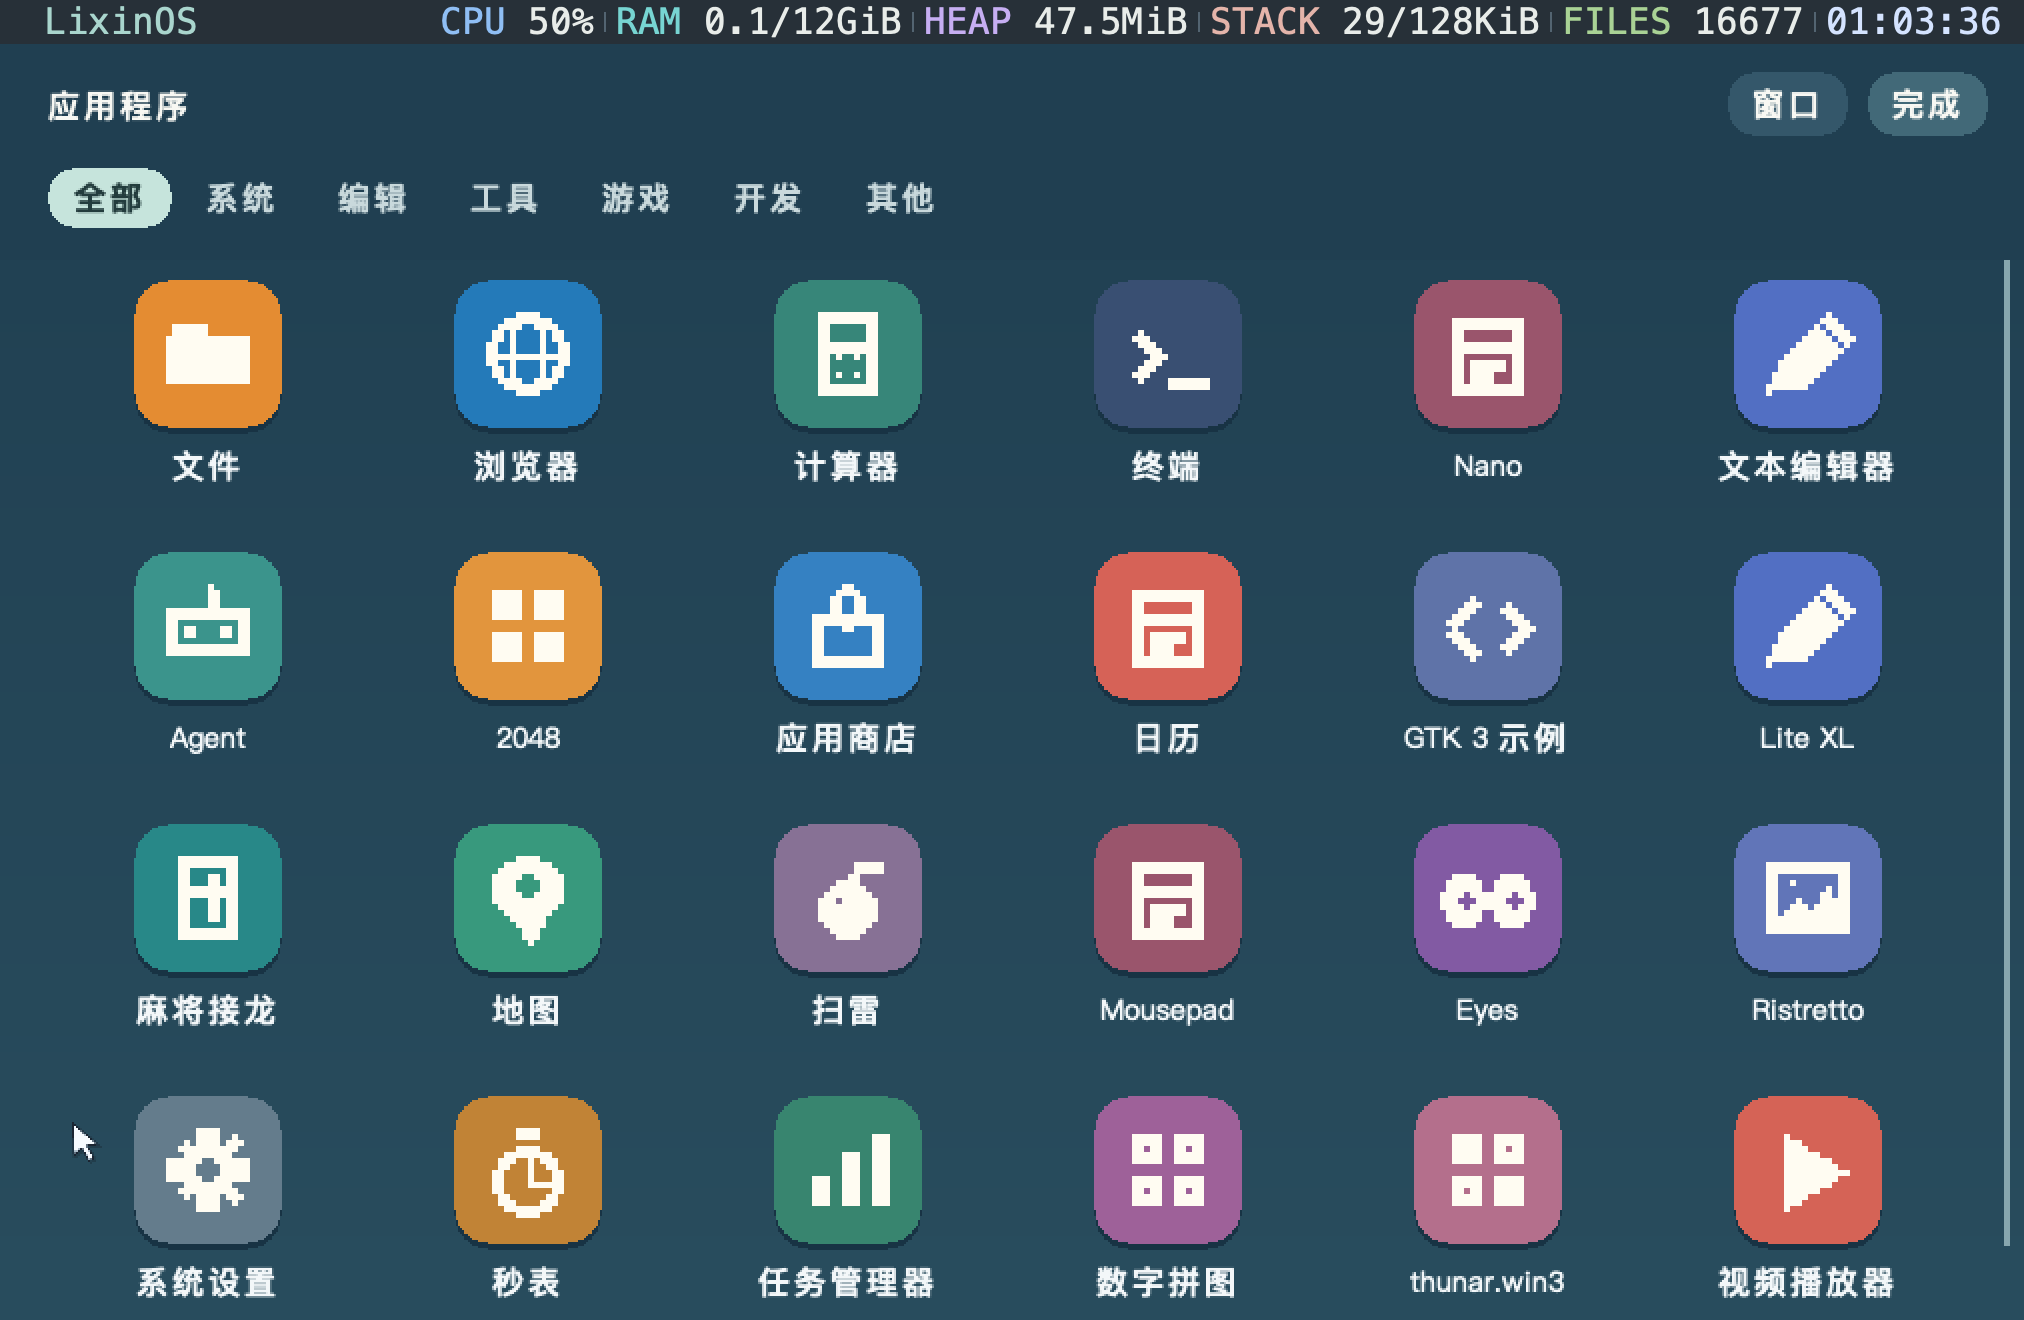 LixinOS CPU 50% RAM 0.1/12GiB HEAP 47.5MiB STACK 29/128KiB FILES 16677 01:03:36
应用程序 窗口 完成
全部 系统 编辑 工具 游戏 开发 其他
文件 浏览器 计算器 终端 Nano 文本编辑器
Agent 2048 应用商店 日历 GTK 3 示例 Lite XL
麻将接龙 地图 扫雷 Mousepad Eyes Ristretto
系统设置 秒表 任务管理器 数字拼图 thunar.win3 视频播放器